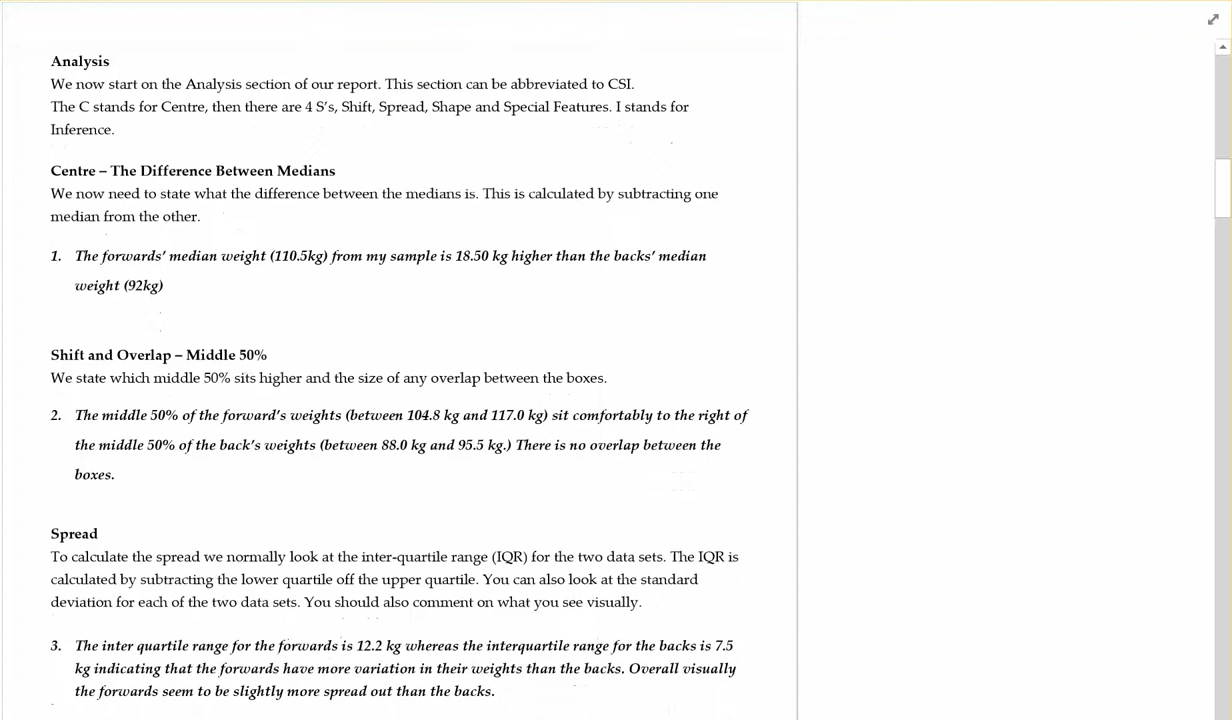 Analysis
We now start on the Analysis section of our report. This section can be abbreviated to CSI.
The C stands for Centre, then there are 4 S's, Shift, Spread, Shape and Special Features. I stands for
Inference.
Centre – The Difference Between Medians
We now need to state what the difference between the medians is. This is calculated by subtracting one
median from the other.
1. The forwards' median weight (110.5kg) from my sample is 18.50 kg higher than the backs' median
weight (92kg)
Shift and Overlap – Middle 50%
We state which middle 50% sits higher and the size of any overlap between the boxes.
2. The middle 50% of the forward's weights (between 104.8 kg and 117.0 kg) sit comfortably to the right of
the middle 50% of the back's weights (between 88.0 kg and 95.5 kg.) There is no overlap between the
boxes.
Spread
To calculate the spread we normally look at the inter-quartile range (IQR) for the two data sets. The IQR is
calculated by subtracting the lower quartile off the upper quartile. You can also look at the standard
deviation for each of the two data sets. You should also comment on what you see visually.
3. The inter quartile range for the forwards is 12.2 kg whereas the interquartile range for the backs is 7.5
kg indicating that the forwards have more variation in their weights than the backs. Overall visually
the forwards seem to be slightly more spread out than the backs.